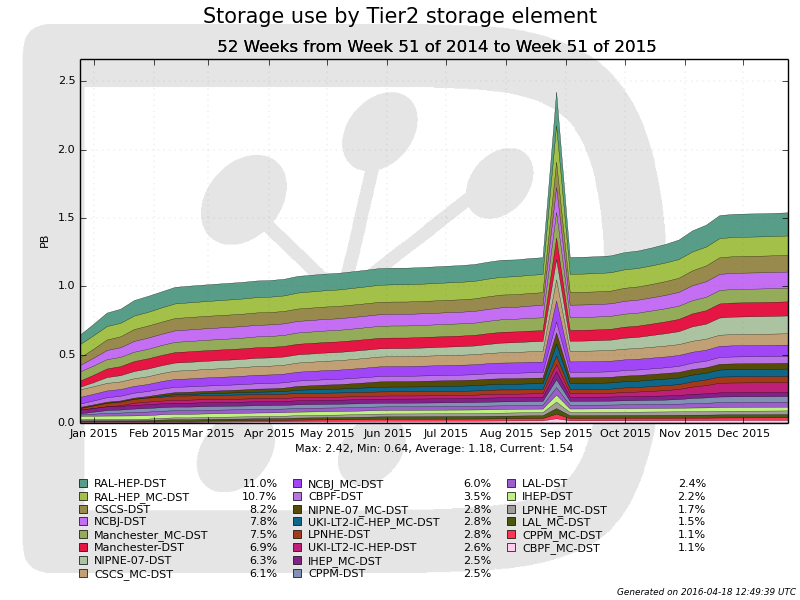 Storage use by Tier2 storage element
52 Weeks from Week 51 of 2014 to Week 51 of 2015
2.5
2.0
1.5
PB
1.0
0.5
0.0
Jan 2015 Feb 2015 Mar 2015 Apr 2015 May 2015 Jun 2015 Jul 2015 Aug 2015 Sep 2015 Oct 2015 Nov 2015 Dec 2015
Max: 2.42, Min: 0.64, Average: 1.18, Current: 1.54
RAL-HEP-DST 11.0% NCBJ_MC-DST 6.0% LAL-DST 2.4%
RAL-HEP_MC-DST 10.7% CBPF-DST 3.5% IHEP-DST 2.2%
CSCS-DST 8.2% NIPNE-07_MC-DST 2.8% LPNHE_MC-DST 1.7%
NCBJ-DST 7.8% UKI-LT2-IC-HEP_MC-DST 2.8% LAL_MC-DST 1.5%
Manchester_MC-DST 7.5% LPNHE-DST 2.8% CPPM_MC-DST 1.1%
Manchester-DST 6.9% UKI-LT2-IC-HEP-DST 2.6% CBPF_MC-DST 1.1%
NIPNE-07-DST 6.3% IHEP_MC-DST 2.5%
CSCS_MC-DST 6.1% CPPM-DST 2.5%
Generated on 2016-04-18 12:49:39 UTC